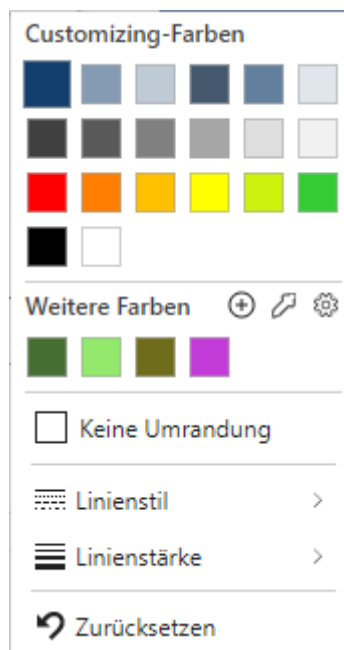 Customizing-Farben
Weitere Farben
Keine Umrandung
Linienstil
Linienstärke
Zurücksetzen